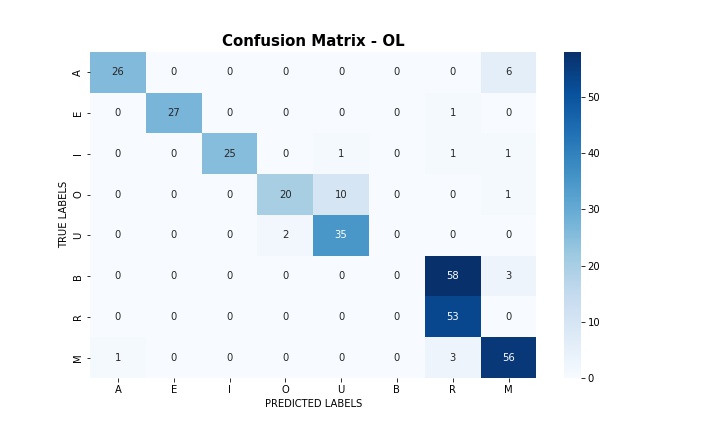 Confusion Matrix - OL
A 26 0 0 0 0 0 0 6
E 0 27 0 0 0 0 1 0
I 0 0 25 0 1 0 1 1
O 0 0 0 20 10 0 0 1
U 0 0 0 2 35 0 0 0
B 0 0 0 0 0 0 58 3
R 0 0 0 0 0 0 53 0
M 1 0 0 0 0 0 3 56
A E I O U B R M
TRUE LABELS
PREDICTED LABELS
50
40
30
20
10
0